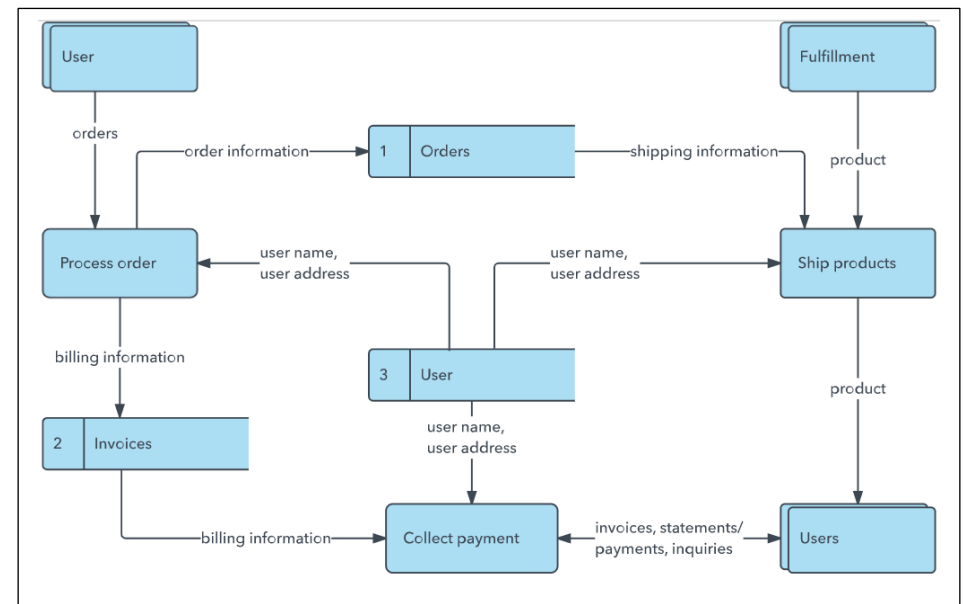 User
Fulfillment
orders
product
order information
1
Orders
shipping information
Process order
user name,
user address
user name,
user address
Ship products
billing information
3
User
product
2
Invoices
user name,
user address
billing information
Collect payment
invoices, statements/
payments, inquiries
Users